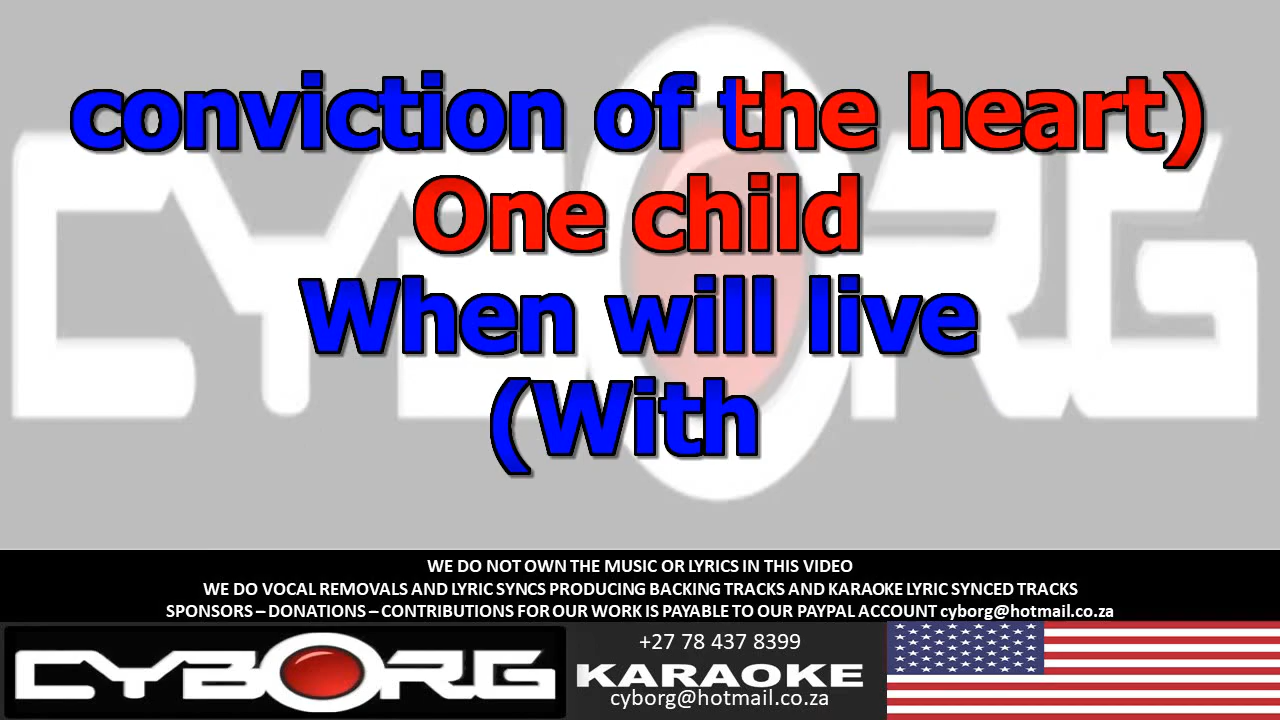 conviction of the heart)
One child
When will live
(With
WE DO NOT OWN THE MUSIC OR LYRICS IN THIS VIDEO
WE DO VOCAL REMOVALS AND LYRIC SYNCS PRODUCING BACKING TRACKS AND KARAOKE LYRIC SYNCED TRACKS
SPONSORS – DONATIONS – CONTRIBUTIONS FOR OUR WORK IS PAYABLE TO OUR PAYPAL ACCOUNT cyborg@hotmail.co.za
CYBORG
+27 78 437 8399
KARAOKE
cyborg@hotmail.co.za